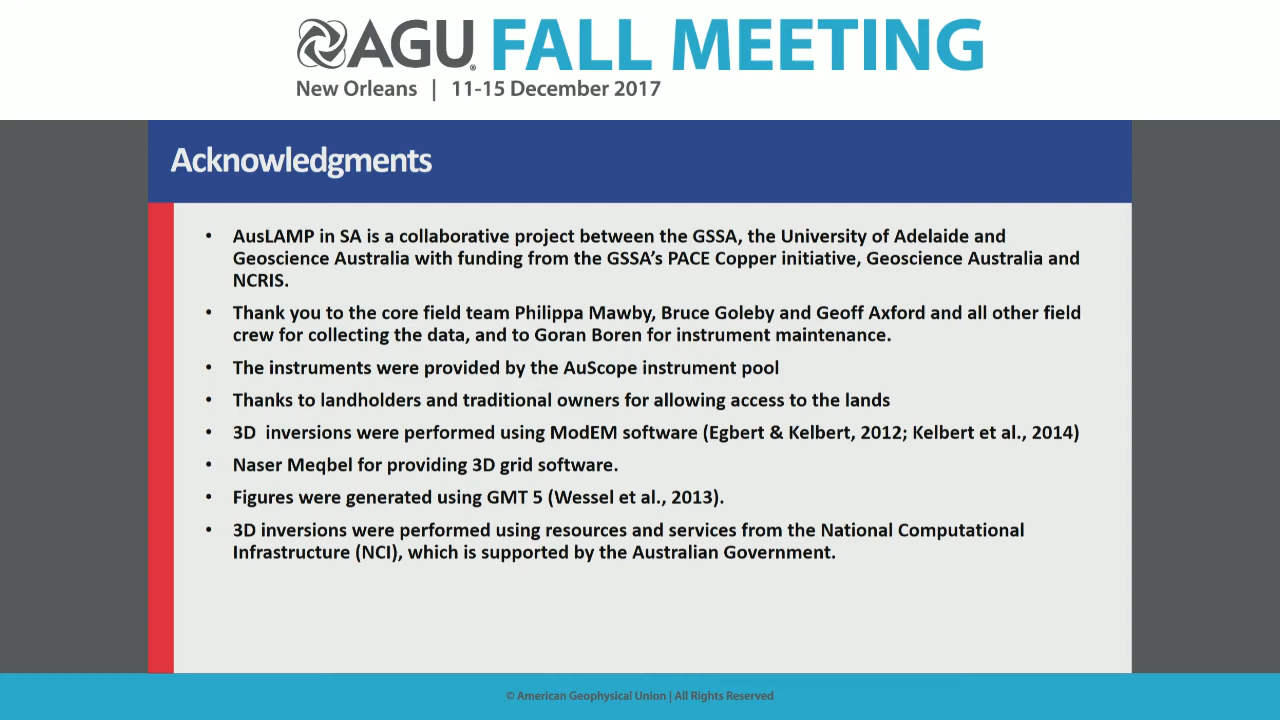 AGU FALL MEETING
New Orleans | 11-15 December 2017
Acknowledgments
• AusLAMP in SA is a collaborative project between the GSSA, the University of Adelaide and
Geoscience Australia with funding from the GSSA's PACE Copper initiative, Geoscience Australia and
NCRIS.
• Thank you to the core field team Philippa Mawby, Bruce Goleby and Geoff Axford and all other field
crew for collecting the data, and to Goran Boren for instrument maintenance.
• The instruments were provided by the AuScope instrument pool
• Thanks to landholders and traditional owners for allowing access to the lands
• 3D  inversions were performed using ModEM software (Egbert & Kelbert, 2012; Kelbert et al., 2014)
• Naser Meqbel for providing 3D grid software.
• Figures were generated using GMT 5 (Wessel et al., 2013).
• 3D inversions were performed using resources and services from the National Computational
Infrastructure (NCI), which is supported by the Australian Government.
© American Geophysical Union | All Rights Reserved